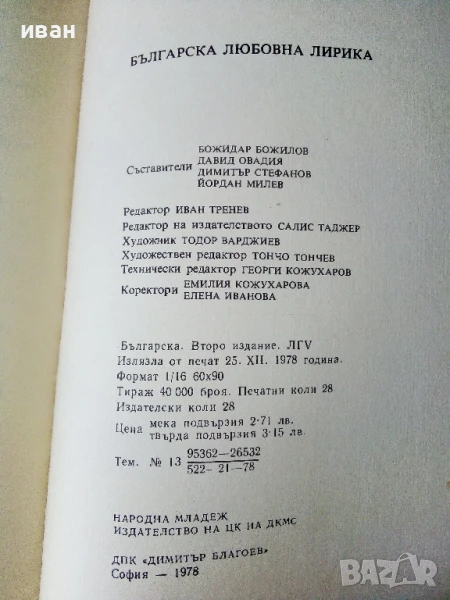 иван
БЪЛГАРСКА ЛЮБОВНА ЛИРИКА
БОЖИДАР БОЖИЛОВ
ДАВИД ОВАДИЯ
Съставители ДИМИТЪР СТЕФАНОВ
ЙОРДАН МИЛЕВ
Редактор ИВАН ТРЕНЕВ
Редактор на издателството САЛИС ТАДЖЕР
Художник ТОДОР ВАРДЖИЕВ
Художествен редактор ТОНЧО ТОНЧЕВ
Технически редактор ГЕОРГИ КОЖУХАРОВ
Коректори ЕМИЛИЯ КОЖУХАРОВА
ЕЛЕНА ИВАНОВА
Българска. Второ издание. ЛГV
Излязла от печат 25. XII. 1978 година.
Формат 1/16 60х90
Тираж 40 000 броя. Печатни коли 28
Издателски коли 28
Цена мека подвързия 2·71 лв.
твърда подвързия 3·15 лв.
Тем. № 13 95362—26532
522—21—78
НАРОДНА МЛАДЕЖ
ИЗДАТЕЛСТВО НА ЦК НА ДКМС
ДПК «ДИМИТЪР БЛАГОЕВ»
София — 1978
BAZAR